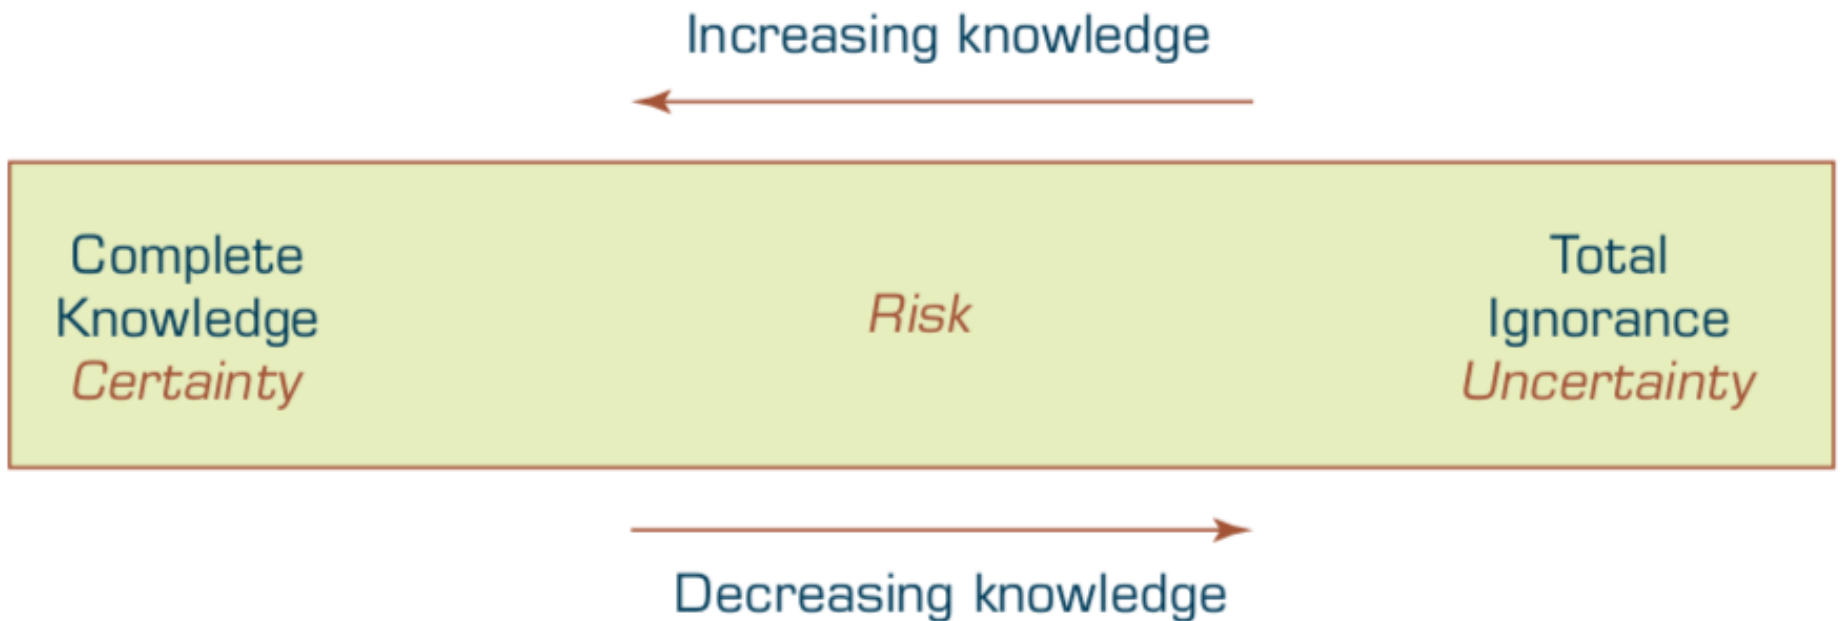 Increasing knowledge
Complete
Knowledge
Certainty
Risk
Total
Ignorance
Uncertainty
Decreasing knowledge